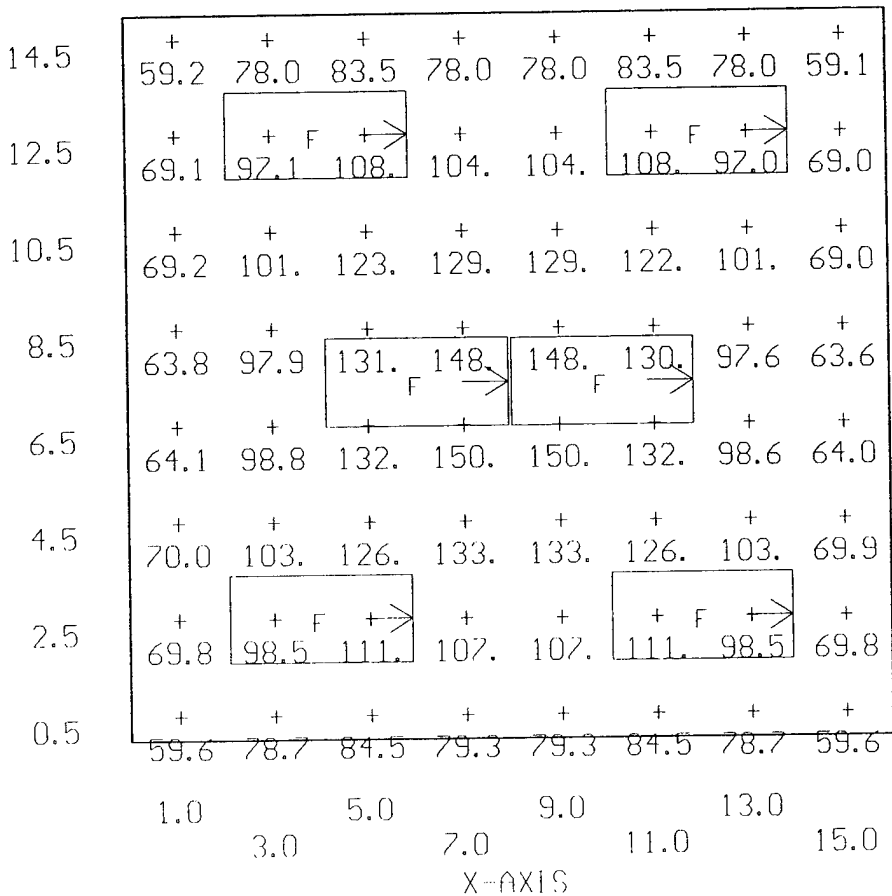 14.5 59.2 78.0 83.5 78.0 78.0 83.5 78.0 59.1
F F
12.5 69.1 97.1 108. 104. 104. 108. 97.0 69.0
10.5 69.2 101. 123. 129. 129. 122. 101. 69.0
8.5 63.8 97.9 131. 148. 148. 130. 97.6 63.6
F F
6.5 64.1 98.8 132. 150. 150. 132. 98.6 64.0
4.5 70.0 103. 126. 133. 133. 126. 103. 69.9
F F
2.5 69.8 98.5 111. 107. 107. 111. 98.5 69.8
0.5 59.6 78.7 84.5 79.3 79.3 84.5 78.7 59.6
1.0 5.0 9.0 13.0
3.0 7.0 11.0 15.0
X-AXIS